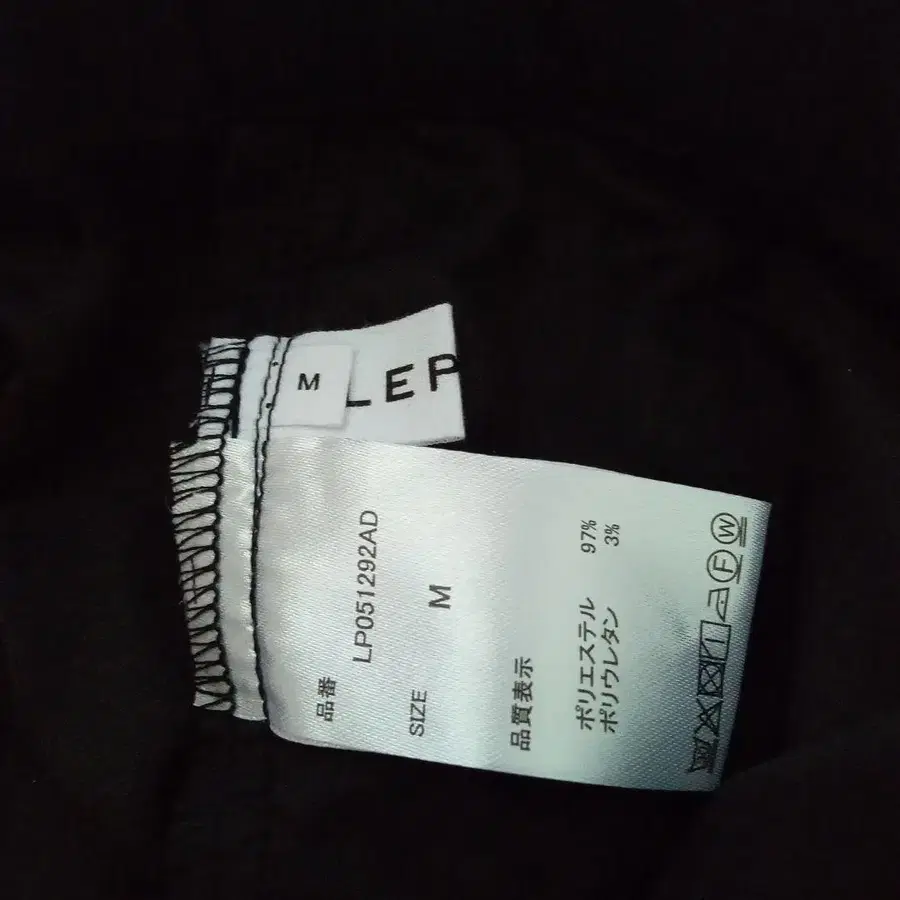 M
LEP
品番 LP051292AD
SIZE M
品質表示
ポリエステル 97%
ポリウレタン 3%
F W